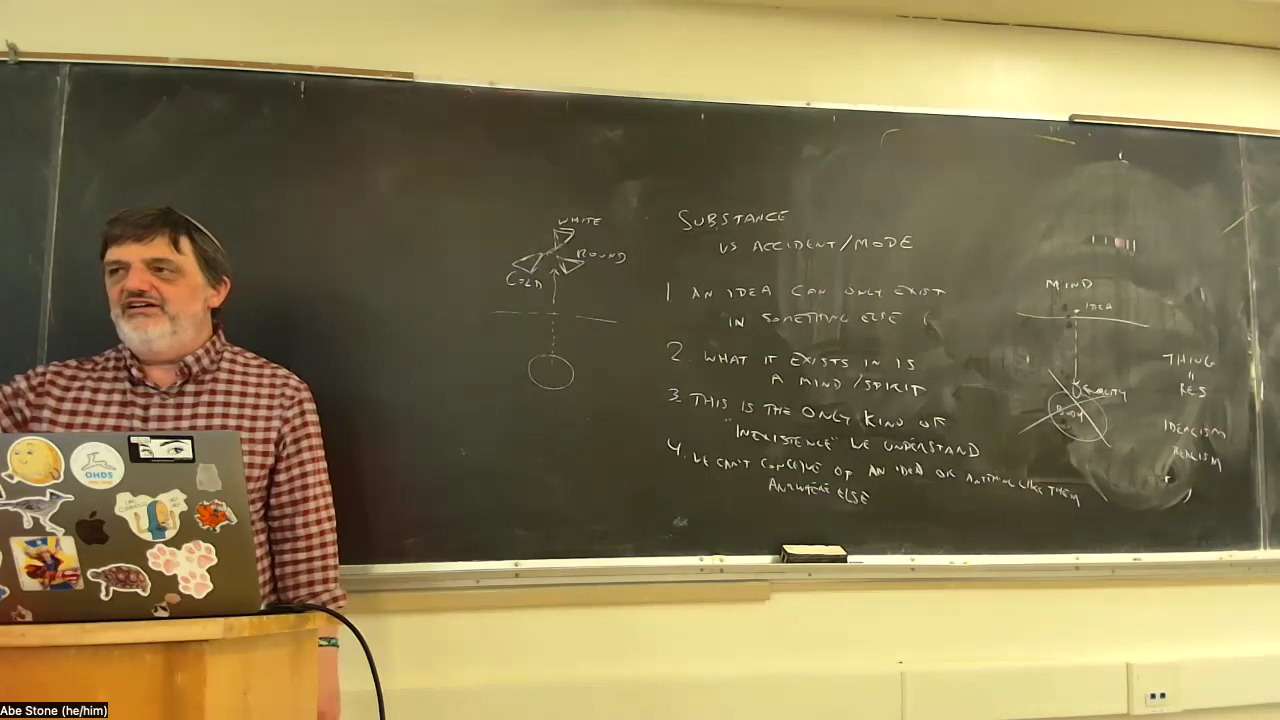 WHITE
ROUND
COLD
SUBSTANCE
VS ACCIDENT/MODE
1 AN IDEA CAN ONLY EXIST
IN SOMETHING ELSE
2. WHAT IT EXISTS IN IS
A MIND/SPIRIT
3. THIS IS THE ONLY KIND OF
"INEXISTENCE" WE UNDERSTAND
4. WE CAN'T CONCEIVE OF AN IDEA OR ANYTHING LIKE THEM
ANYWHERE ELSE
MIND
IDEA
QUALITY
BODY
THING
"
RES
IDEALISM
REALISM
OHDS
Abe Stone (he/him)